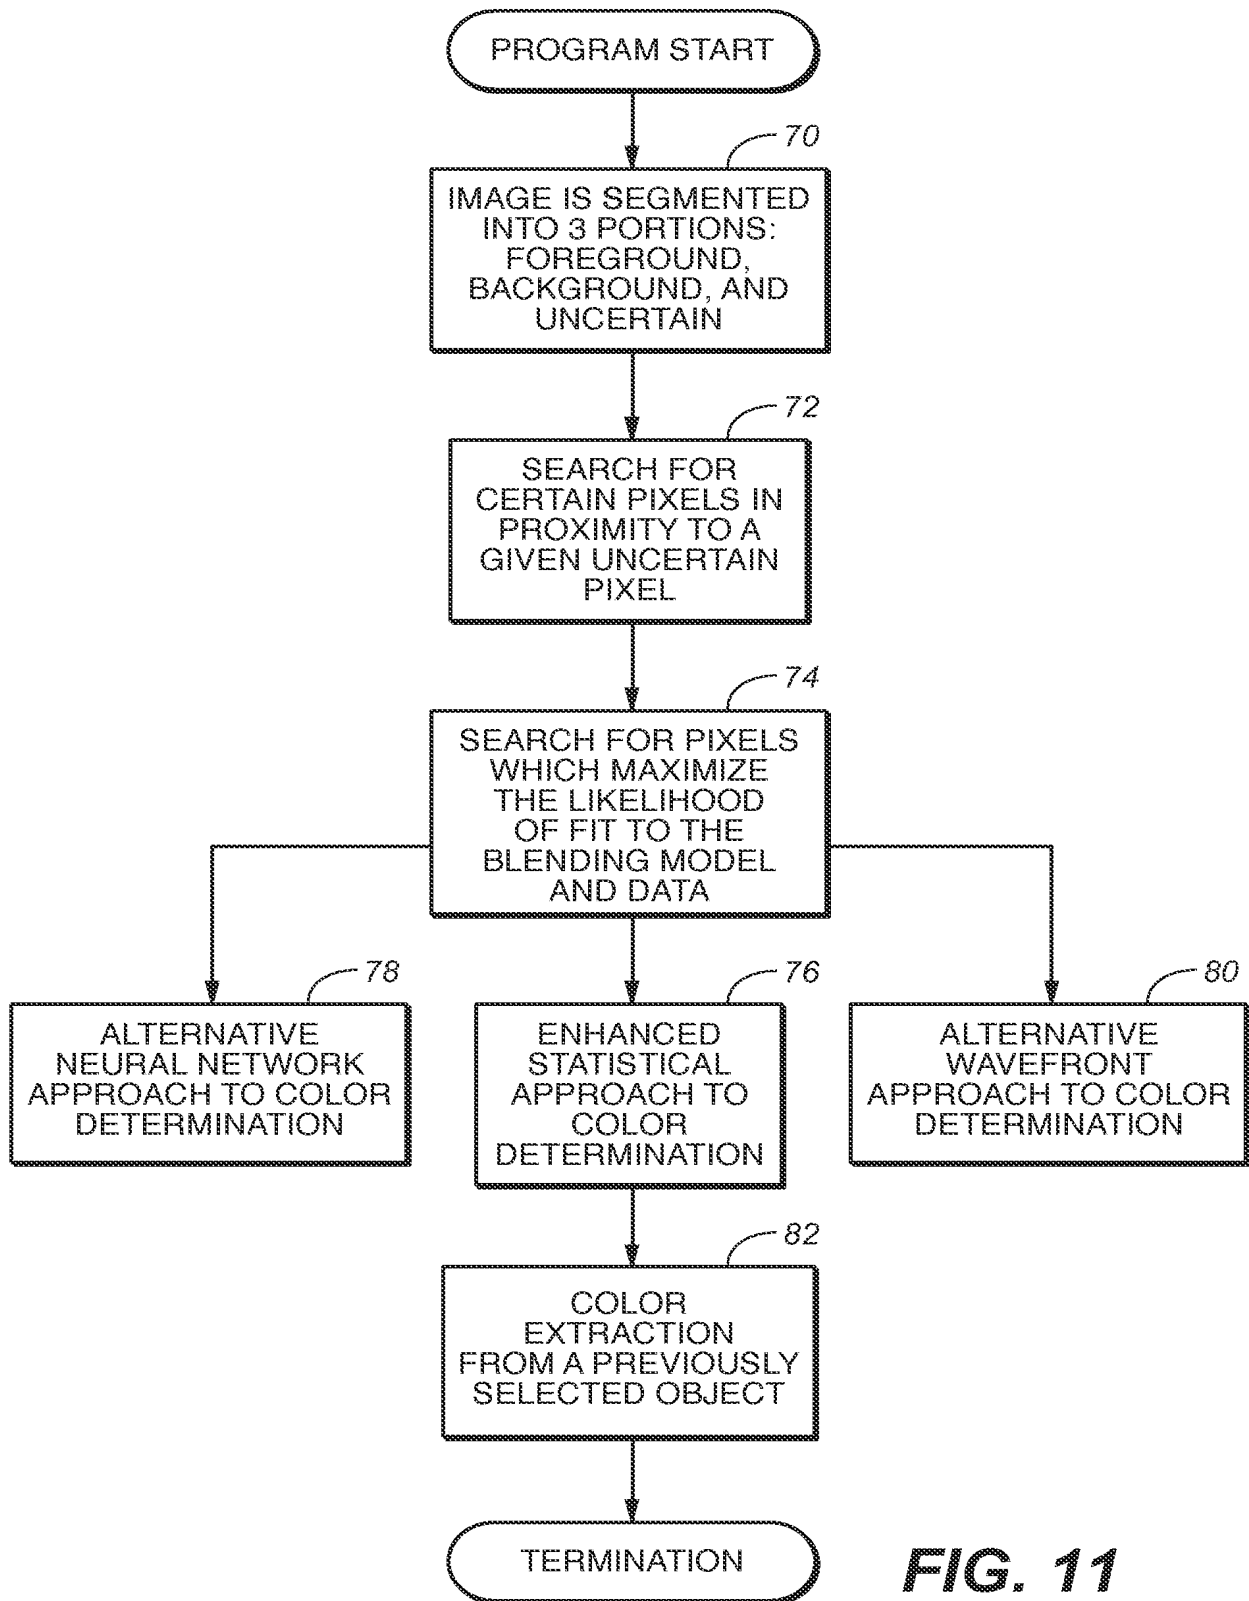 PROGRAM START
70
IMAGE IS SEGMENTED
INTO 3 PORTIONS:
FOREGROUND,
BACKGROUND, AND
UNCERTAIN
72
SEARCH FOR
CERTAIN PIXELS IN
PROXIMITY TO A
GIVEN UNCERTAIN
PIXEL
74
SEARCH FOR PIXELS
WHICH MAXIMIZE
THE LIKELIHOOD
OF FIT TO THE
BLENDING MODEL
AND DATA
78
ALTERNATIVE
NEURAL NETWORK
APPROACH TO COLOR
DETERMINATION
76
ENHANCED
STATISTICAL
APPROACH TO
COLOR
DETERMINATION
80
ALTERNATIVE
WAVEFRONT
APPROACH TO COLOR
DETERMINATION
82
COLOR
EXTRACTION
FROM A PREVIOUSLY
SELECTED OBJECT
TERMINATION
FIG. 11